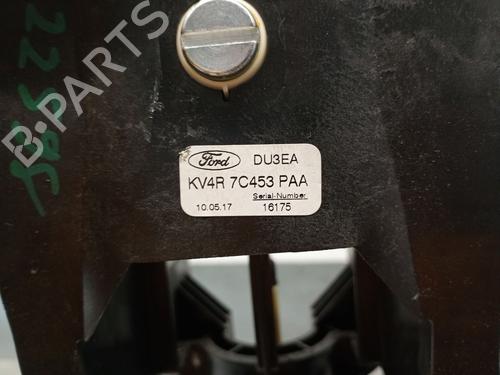 Ford DU3EA
KV4R 7C453 PAA
Serial-Number
10.05.17 16175
B-PARTS